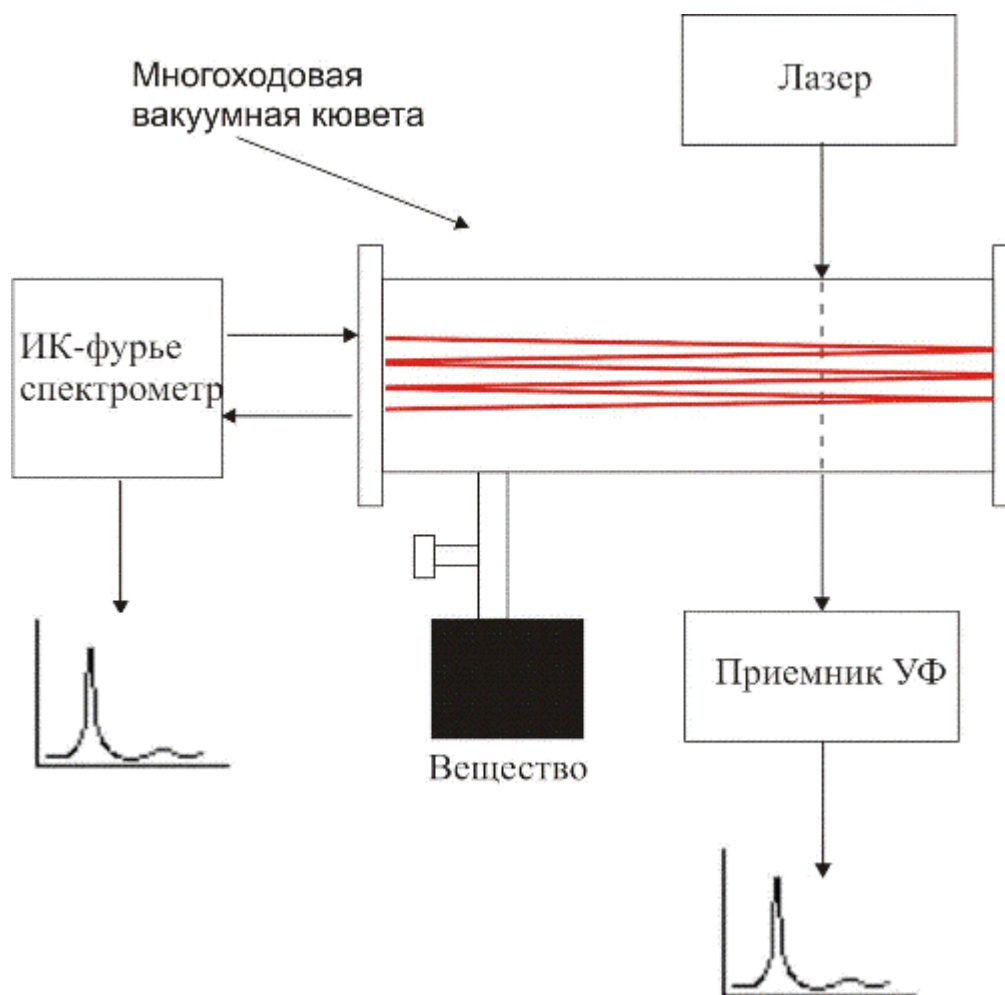 Многоходовая
вакуумная кювета
Лазер
ИК-фурье
спектрометр
Приемник УФ
Вещество